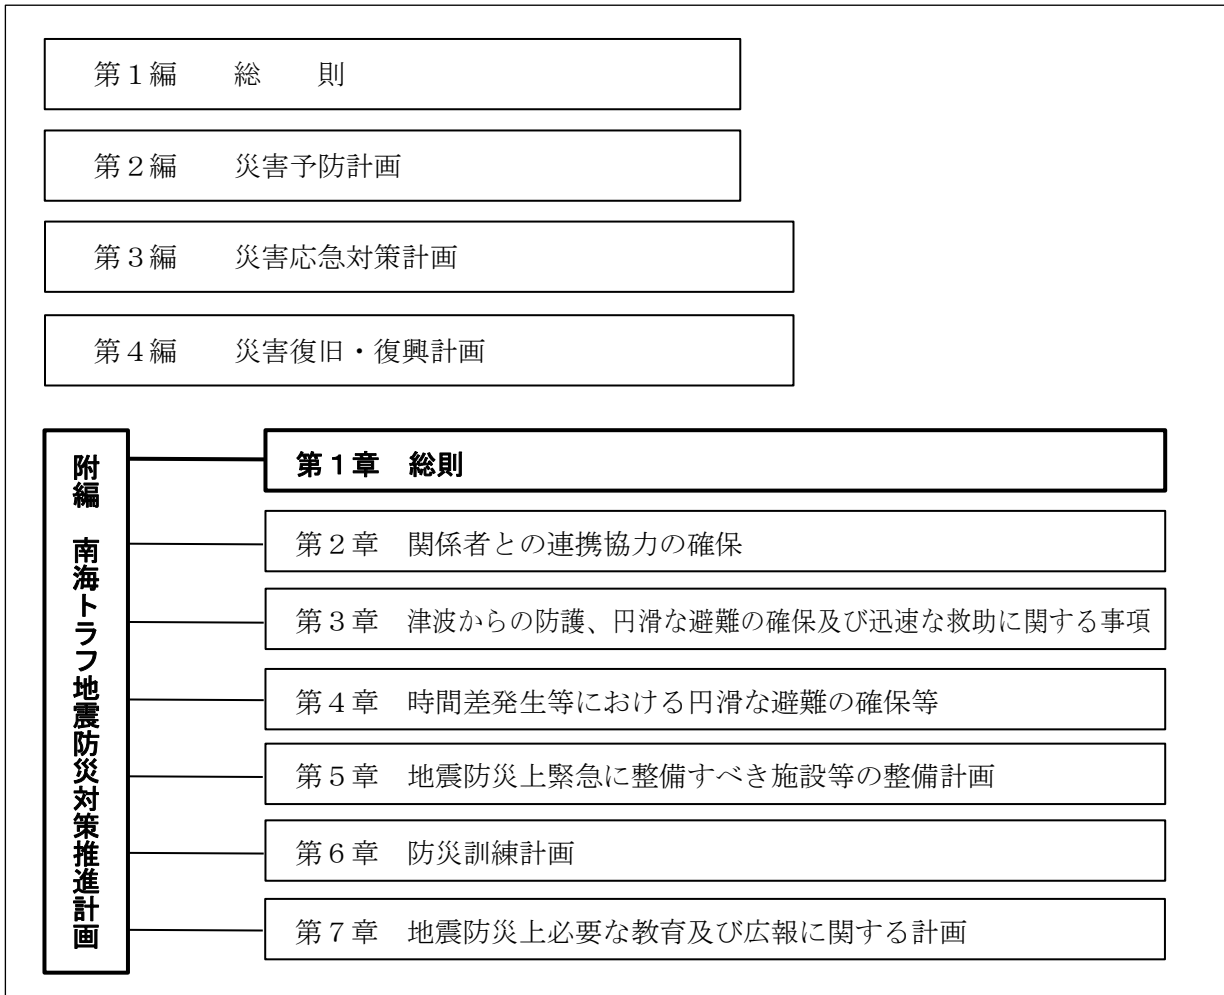 第１編　　総　　則
第２編　　災害予防計画
第３編　　災害応急対策計画
第４編　　災害復旧・復興計画
附編　南海トラフ地震防災対策推進計画
第１章　総則
第２章　関係者との連携協力の確保
第３章　津波からの防護、円滑な避難の確保及び迅速な救助に関する事項
第４章　時間差発生等における円滑な避難の確保等
第５章　地震防災上緊急に整備すべき施設等の整備計画
第６章　防災訓練計画
第７章　地震防災上必要な教育及び広報に関する計画